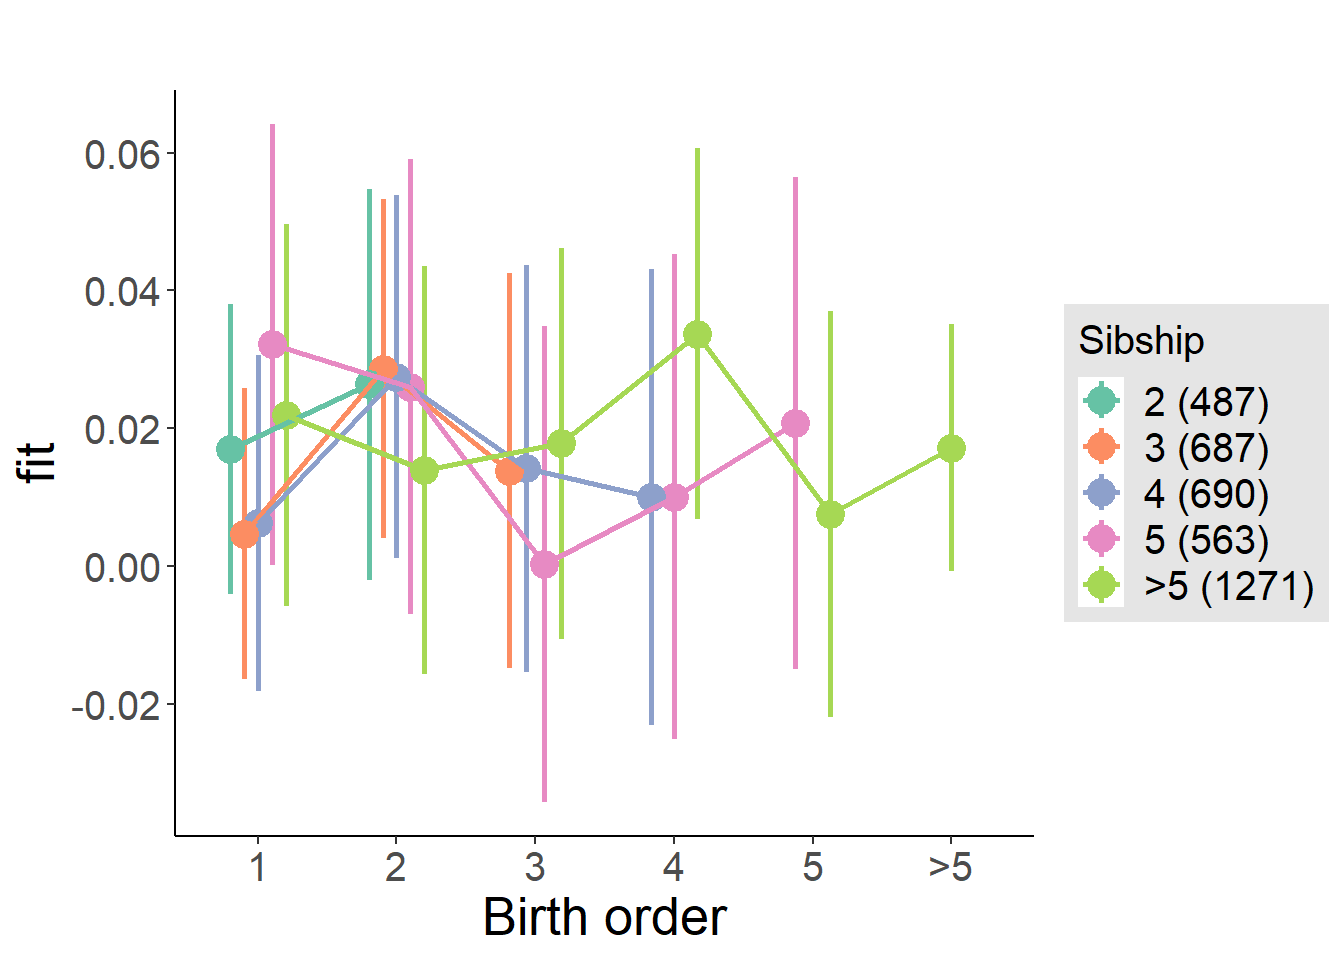 fit
0.06
0.04
0.02
0.00
-0.02
1 2 3 4 5 >5
Birth order
Sibship
2 (487)
3 (687)
4 (690)
5 (563)
>5 (1271)